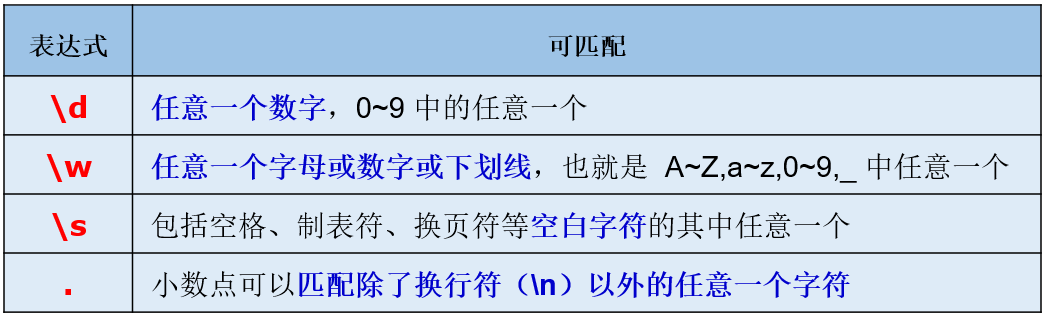 表达式 可匹配
\d 任意一个数字，0~9 中的任意一个
\w 任意一个字母或数字或下划线，也就是 A~Z,a~z,0~9,_ 中任意一个
\s 包括空格、制表符、换页符等空白字符的其中任意一个
. 小数点可以匹配除了换行符（\n）以外的任意一个字符